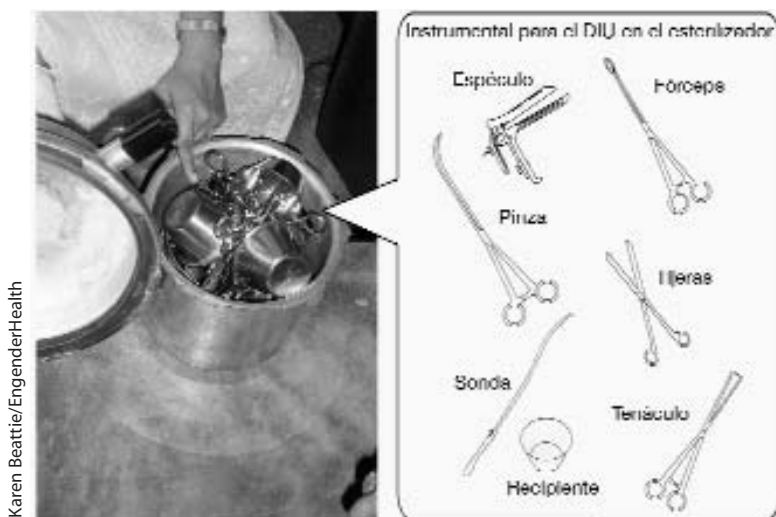 Instrumental para el DIU en el esterilizador
Espéculo
Fórceps
Pinza
Tijeras
Sonda
Tenáculo
Recipiente
Karen Beattie/EngenderHealth